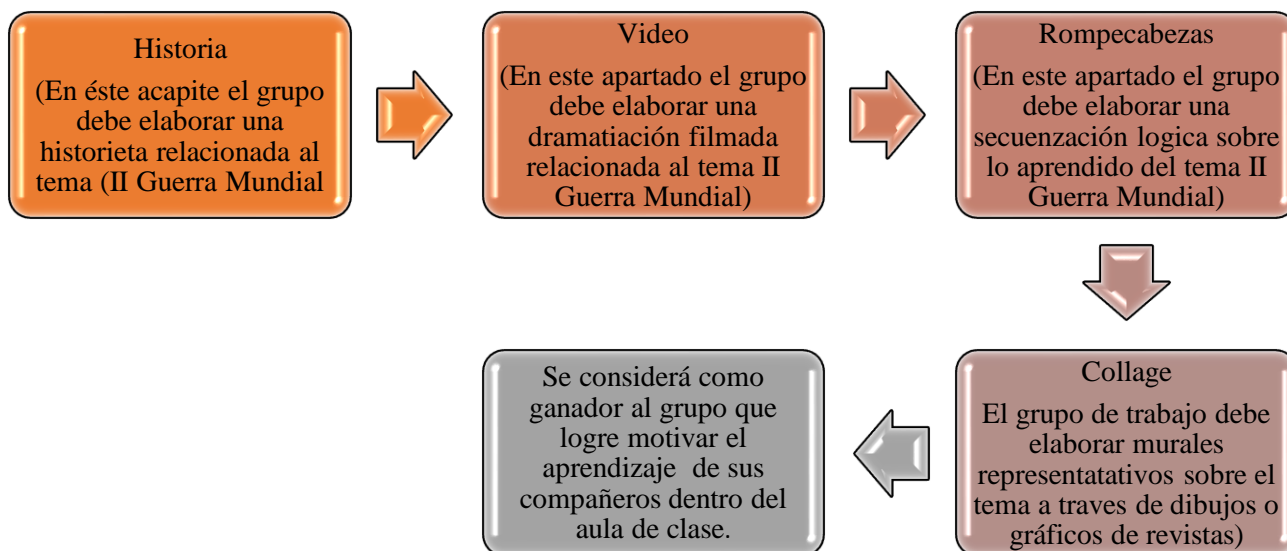 Historia
(En éste acapite el grupo
debe elaborar una
historieta relacionada al
tema (II Guerra Mundial
Video
(En este apartado el grupo
debe elaborar una
dramatiación filmada
relacionada al tema II
Guerra Mundial)
Rompecabezas
(En este apartado el grupo
debe elaborar una
secuenzación logica sobre
lo aprendido del tema II
Guerra Mundial)
Collage
El grupo de trabajo debe
elaborar murales
representatativos sobre el
tema a traves de dibujos o
gráficos de revistas)
Se considerá como
ganador al grupo que
logre motivar el
aprendizaje de sus
compañeros dentro del
aula de clase.